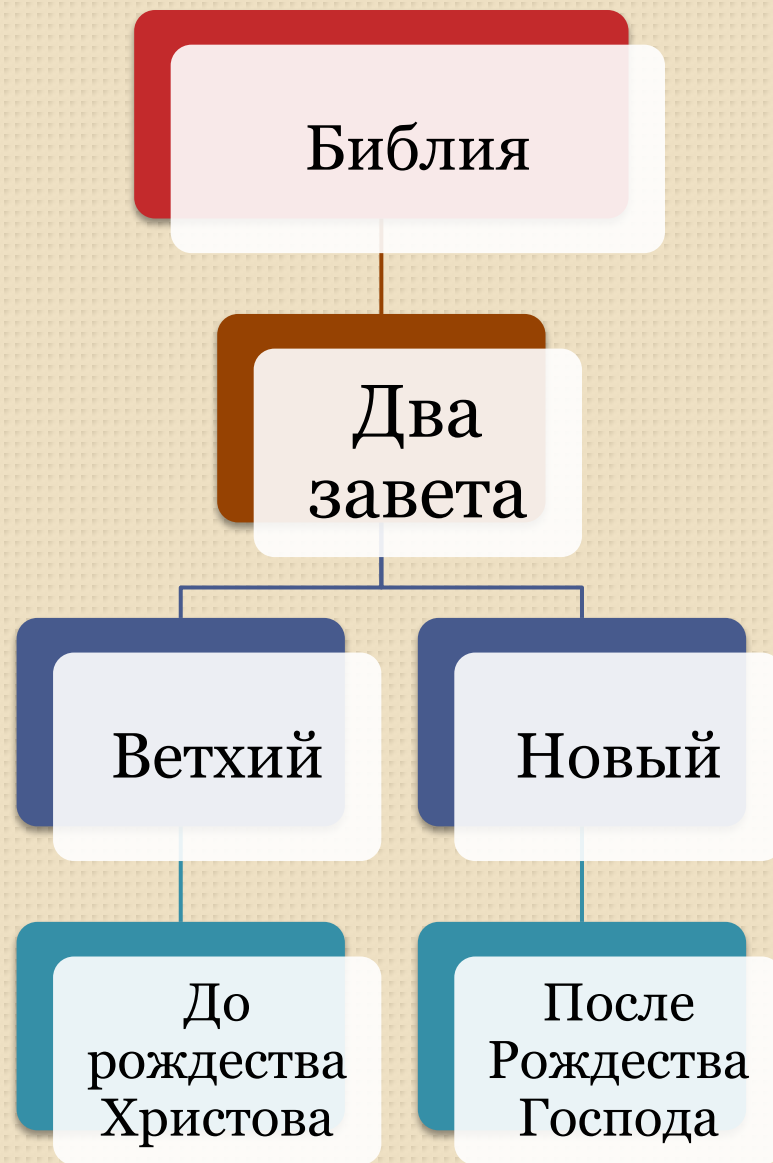 Библия
Два
завета
Ветхий
Новый
До
рождества
Христова
После
Рождества
Господа